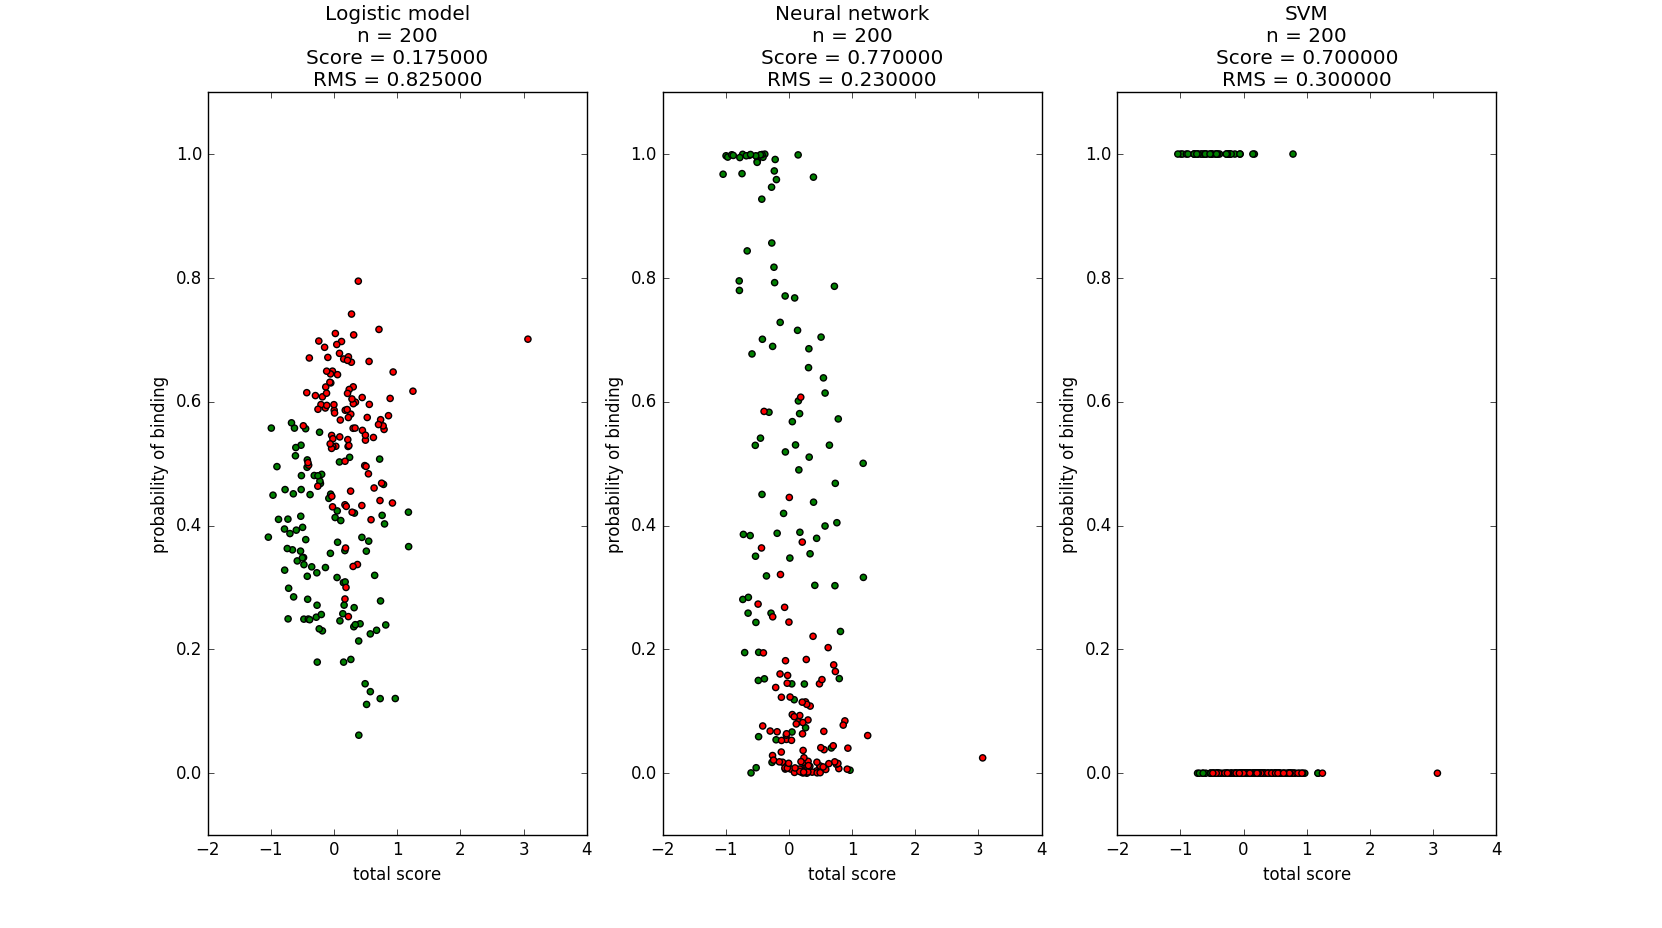 Logistic model
n = 200
Score = 0.175000
RMS = 0.825000
1.0
0.8
0.6
0.4
0.2
0.0
probability of binding
−2 −1 0 1 2 3 4
total score
Neural network
n = 200
Score = 0.770000
RMS = 0.230000
1.0
0.8
0.6
0.4
0.2
0.0
probability of binding
−2 −1 0 1 2 3 4
total score
SVM
n = 200
Score = 0.700000
RMS = 0.300000
1.0
0.8
0.6
0.4
0.2
0.0
probability of binding
−2 −1 0 1 2 3 4
total score